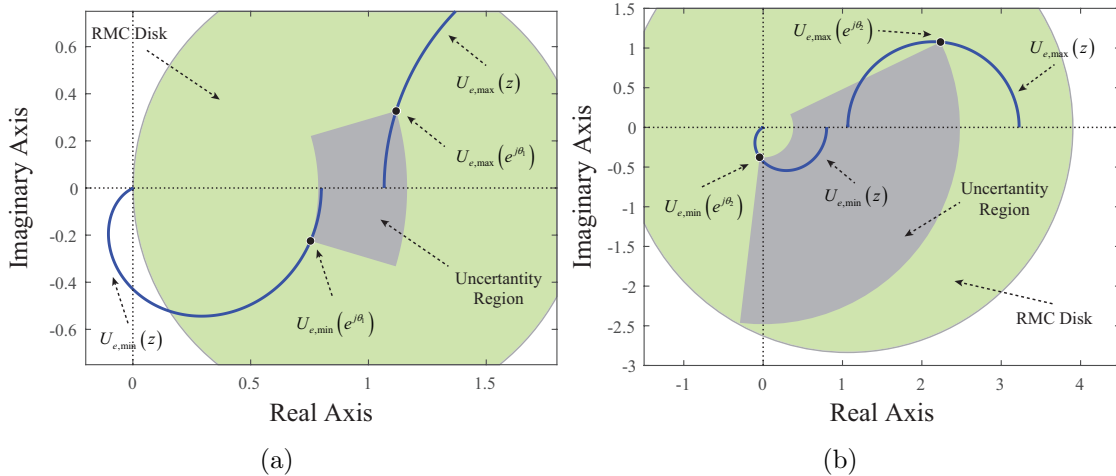 RMC Disk
U_{e,max}(z)
U_{e,max}(e^{jθ_1})
Uncertantity
Region
U_{e,min}(e^{jθ_1})
U_{e,min}(z)
0.6
0.4
0.2
0
-0.2
-0.4
-0.6
0
0.5
1
1.5
Imaginary Axis
Real Axis
(a)
U_{e,max}(e^{jθ_2})
U_{e,max}(z)
U_{e,min}(e^{jθ_2})
U_{e,min}(z)
Uncertantity
Region
RMC Disk
1.5
1
0.5
0
-0.5
-1
-1.5
-2
-2.5
-3
-1
0
1
2
3
4
Imaginary Axis
Real Axis
(b)